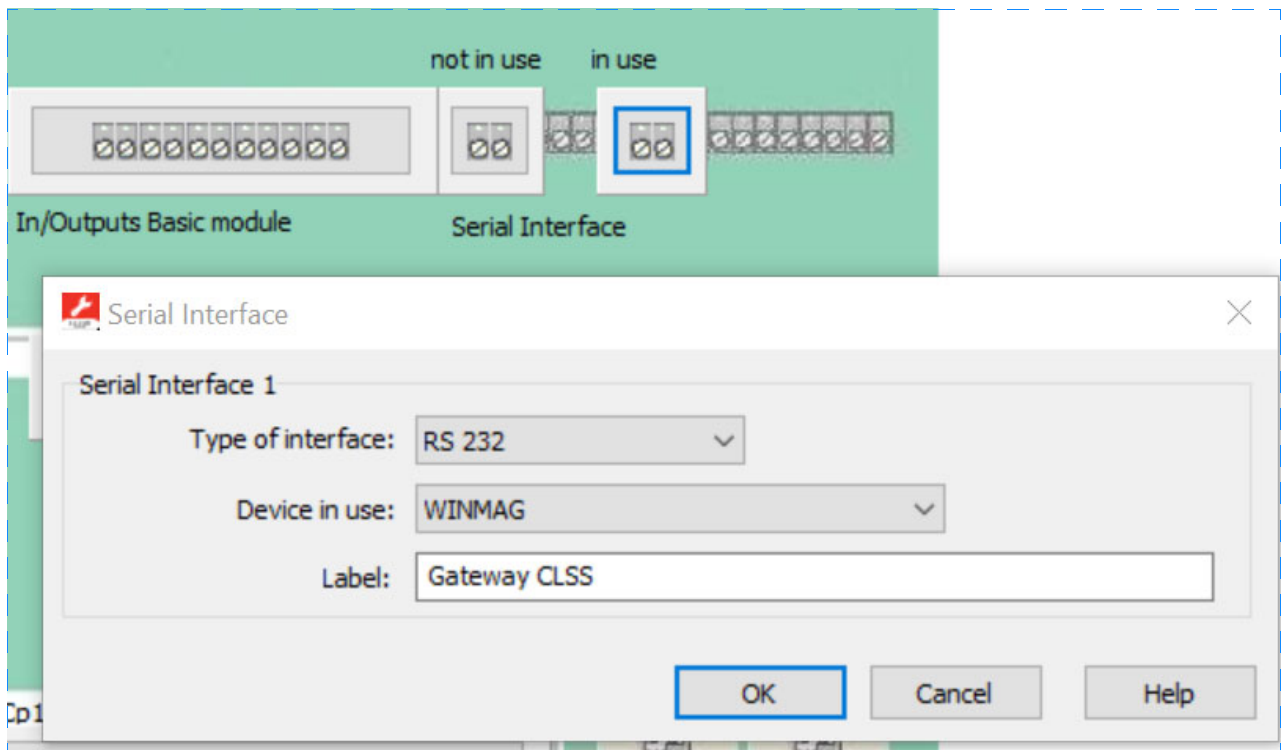 not in use in use
In/Outputs Basic module
Serial Interface
Serial Interface
Serial Interface 1
Type of interface: RS 232
Device in use: WINMAG
Label: Gateway CLSS
OK Cancel Help
Cp1